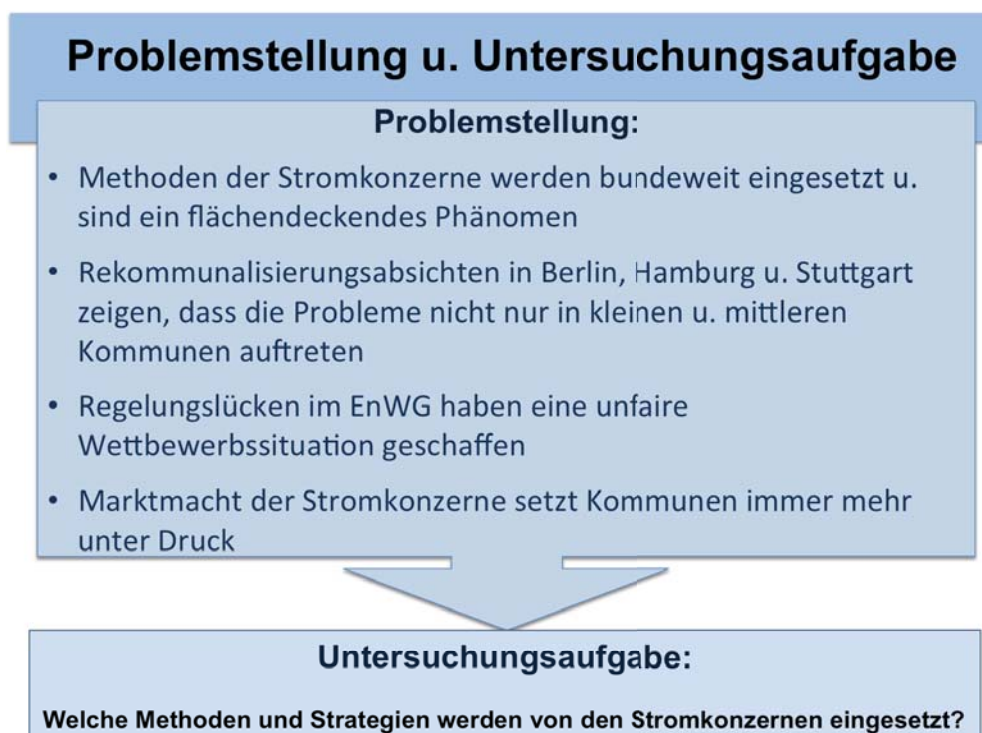 Problemstellung u. Untersuchungsaufgabe
Problemstellung:
• Methoden der Stromkonzerne werden bundeweit eingesetzt u.
sind ein flächendeckendes Phänomen
• Rekommunalisierungsabsichten in Berlin, Hamburg u. Stuttgart
zeigen, dass die Probleme nicht nur in kleinen u. mittleren
Kommunen auftreten
• Regelungslücken im EnWG haben eine unfaire
Wettbewerbssituation geschaffen
• Marktmacht der Stromkonzerne setzt Kommunen immer mehr
unter Druck
Untersuchungsaufgabe:
Welche Methoden und Strategien werden von den Stromkonzernen eingesetzt?